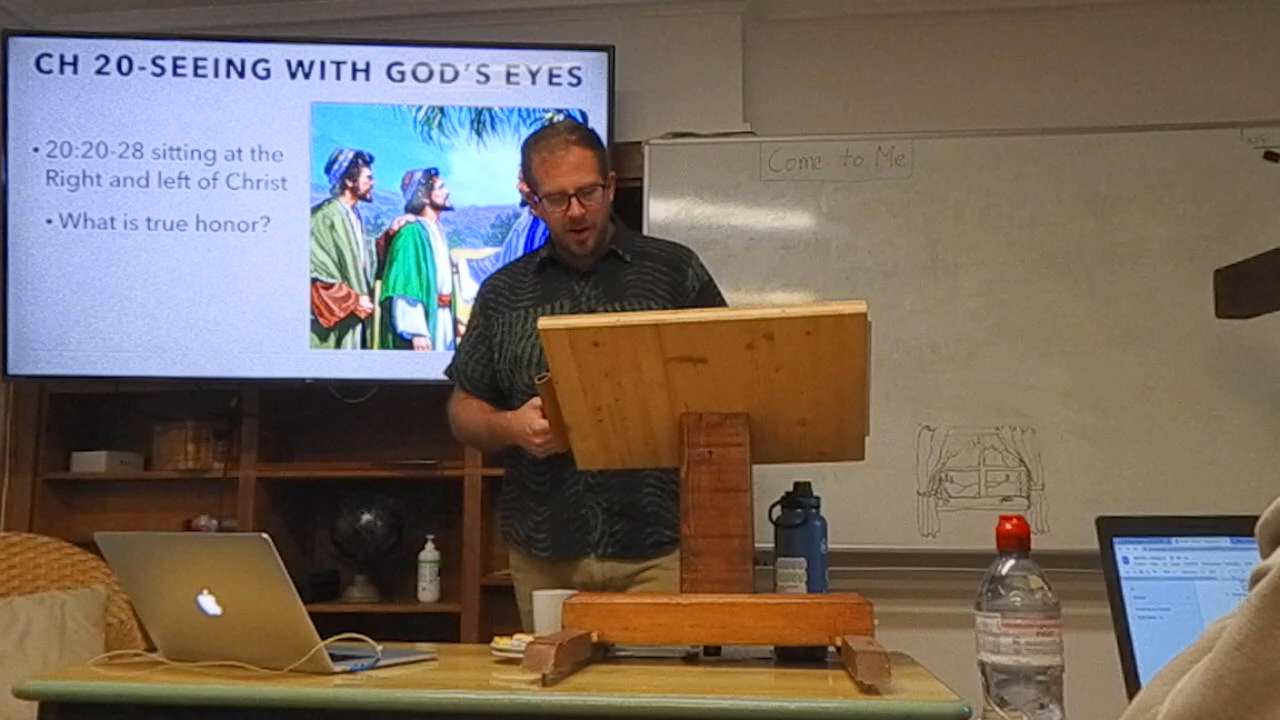 CH 20-SEEING WITH GOD'S EYES
• 20:20-28 sitting at the
Right and left of Christ
• What is true honor?
Come to Me